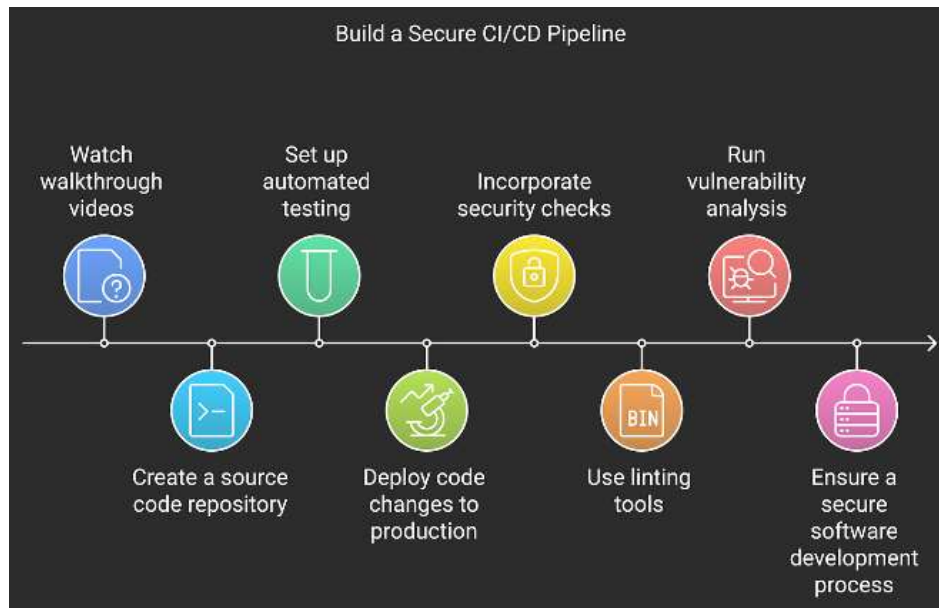 Build a Secure CI/CD Pipeline
Watch
walkthrough
videos
Create a source
code repository
Set up
automated
testing
Deploy code
changes to
production
Incorporate
security checks
BIN
Use linting
tools
Run
vulnerability
analysis
Ensure a
secure
software
development
process